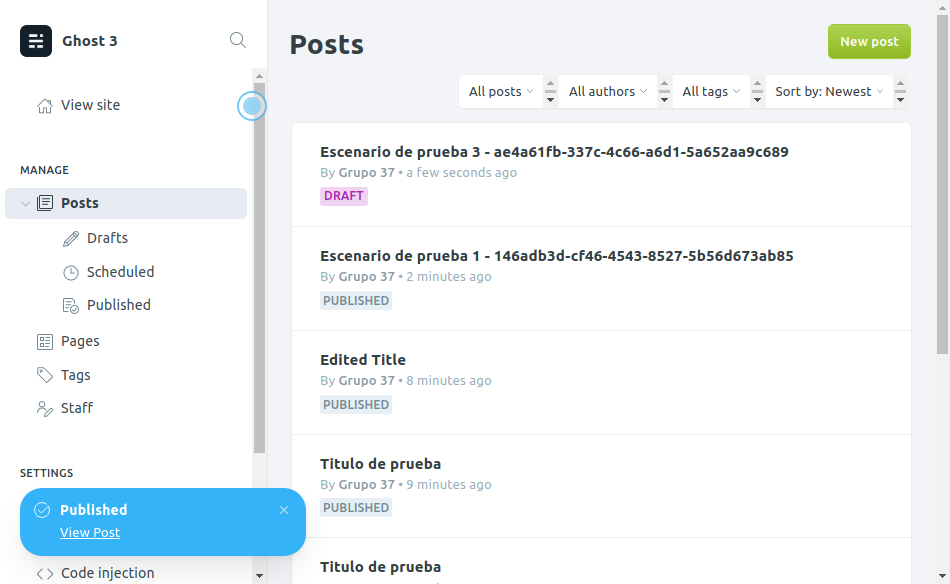 Ghost 3
View site
MANAGE
Posts
Drafts
Scheduled
Published
Pages
Tags
Staff
SETTINGS
Published
View Post
Code injection
Posts
New post
All posts
All authors
All tags
Sort by: Newest
Escenario de prueba 3 - ae4a61fb-337c-4c66-a6d1-5a652aa9c689
By Grupo 37 • a few seconds ago
DRAFT
Escenario de prueba 1 - 146adb3d-cf46-4543-8527-5b56d673ab85
By Grupo 37 • 2 minutes ago
PUBLISHED
Edited Title
By Grupo 37 • 8 minutes ago
PUBLISHED
Titulo de prueba
By Grupo 37 • 9 minutes ago
PUBLISHED
Titulo de prueba